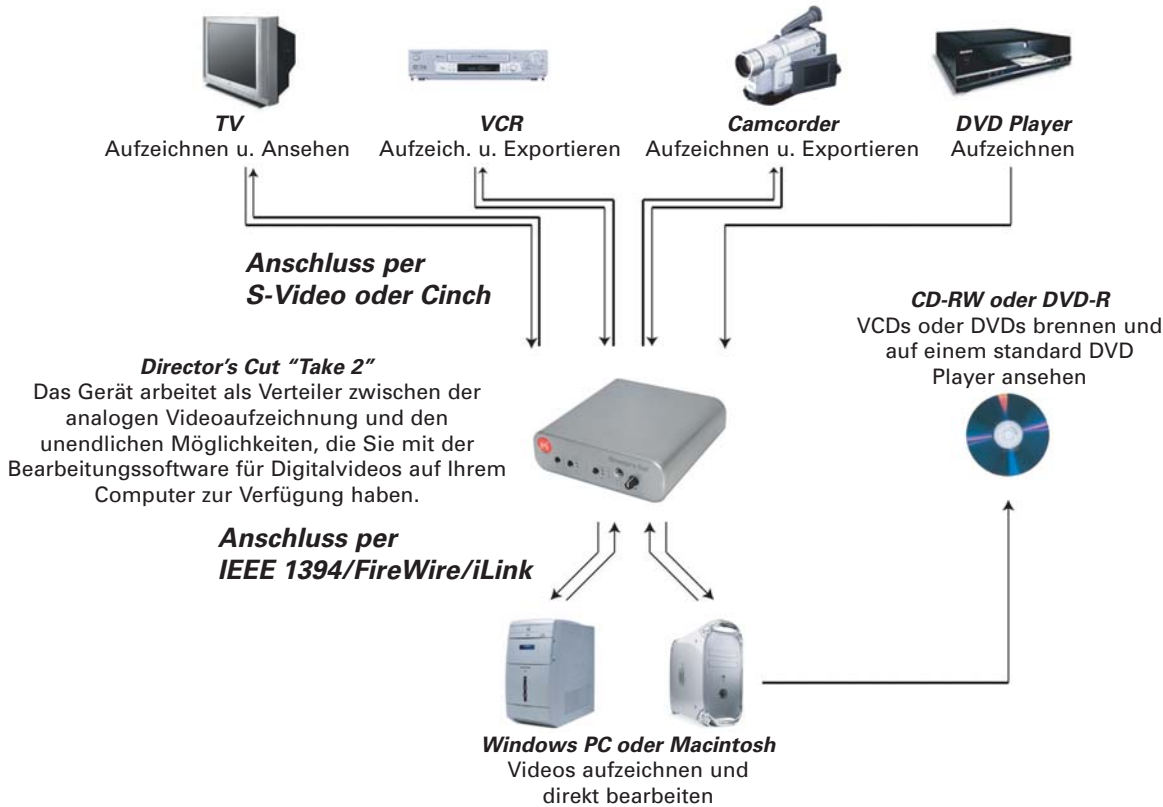 TV
Aufzeichnen u. Ansehen
VCR
Aufzeich. u. Exportieren
Camcorder
Aufzeichnen u. Exportieren
DVD Player
Aufzeichnen
Anschluss per
S-Video oder Cinch
CD-RW oder DVD-R
VCDs oder DVDs brennen und
auf einem standard DVD
Player ansehen
Director’s Cut “Take 2”
Das Gerät arbeitet als Verteiler zwischen der
analogen Videoaufzeichnung und den
unendlichen Möglichkeiten, die Sie mit der
Bearbeitungssoftware für Digitalvideos auf Ihrem
Computer zur Verfügung haben.
Anschluss per
IEEE 1394/FireWire/iLink
Windows PC oder Macintosh
Videos aufzeichnen und
direkt bearbeiten